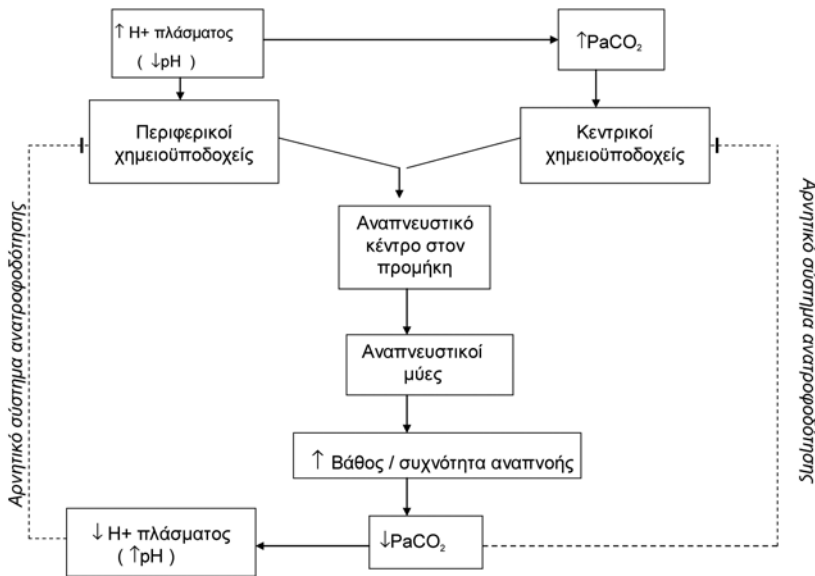 ↑ H+ πλάσματος
( ↓pH )
↑PaCO₂
Περιφερικοί
χημειοϋποδοχείς
Κεντρικοί
χημειοϋποδοχείς
Αναπνευστικό
κέντρο στον
προμήκη
Αναπνευστικοί
μύες
↑ Βάθος / συχνότητα αναπνοής
↓ H+ πλάσματος
( ↑pH )
↓PaCO₂
Αρνητικό σύστημα ανατροφοδότησης
Αρνητικό σύστημα ανατροφοδότησης